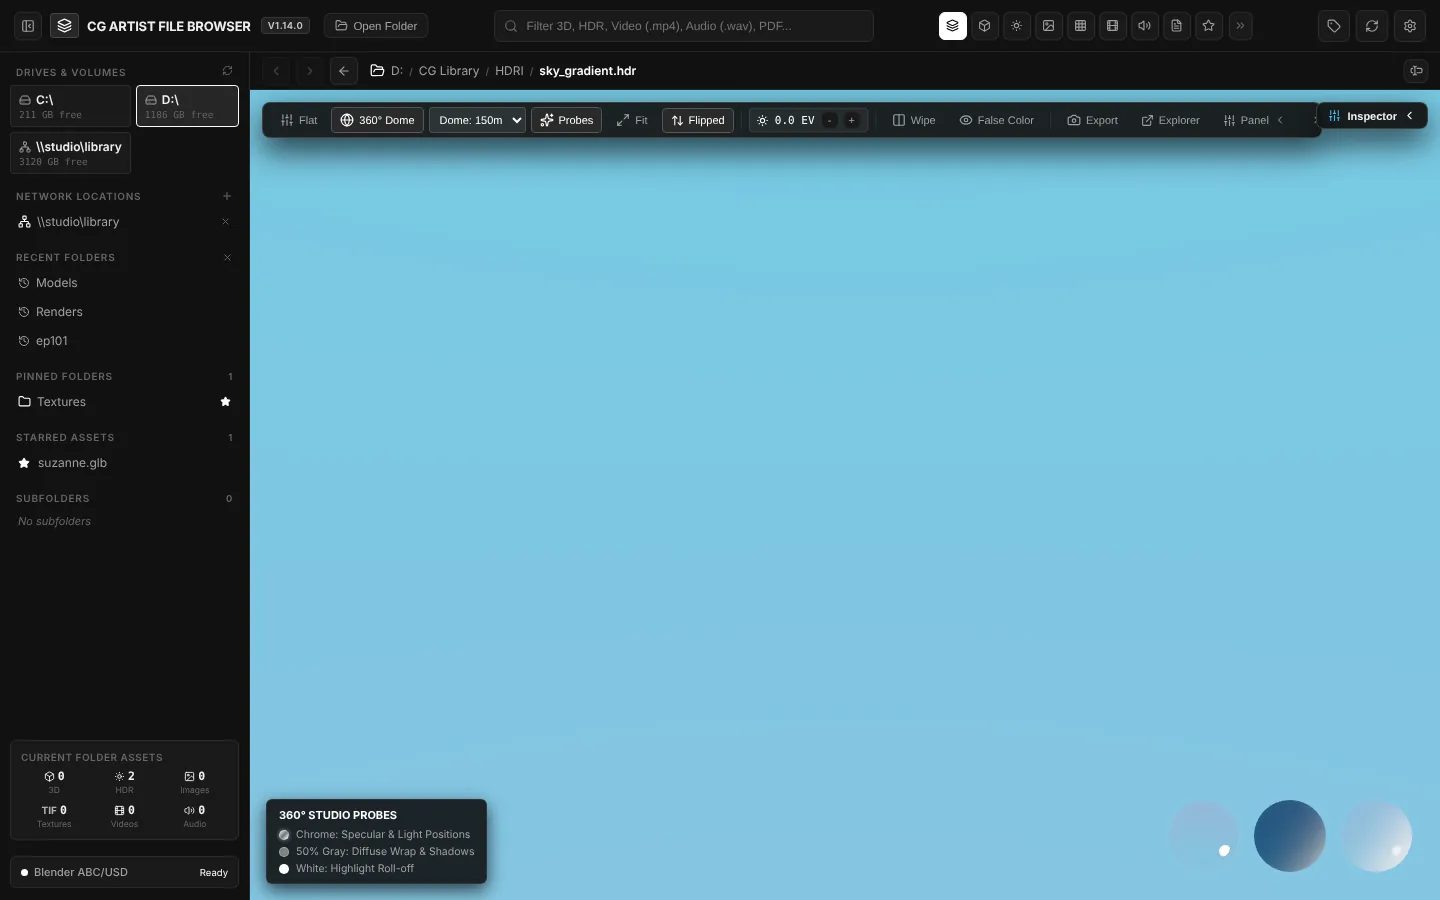 CG ARTIST FILE BROWSER V1.14.0 Open Folder Filter 3D, HDR, Video (.mp4), Audio (.wav), PDF...
DRIVES & VOLUMES
C:\
211 GB free
D:\
1186 GB free
\\studio\library
3120 GB free
NETWORK LOCATIONS
\\studio\library
RECENT FOLDERS
Models
Renders
ep101
PINNED FOLDERS 1
Textures
STARRED ASSETS 1
suzanne.glb
SUBFOLDERS 0
No subfolders
CURRENT FOLDER ASSETS
0 2 0
3D HDR Images
TIF 0 0 0
Textures Videos Audio
Blender ABC/USD Ready
D: / CG Library / HDRI / sky_gradient.hdr
Flat 360° Dome Dome: 150m Probes Fit Flipped 0.0 EV - + Wipe False Color Export Explorer Panel Inspector
360° STUDIO PROBES
Chrome: Specular & Light Positions
50% Gray: Diffuse Wrap & Shadows
White: Highlight Roll-off